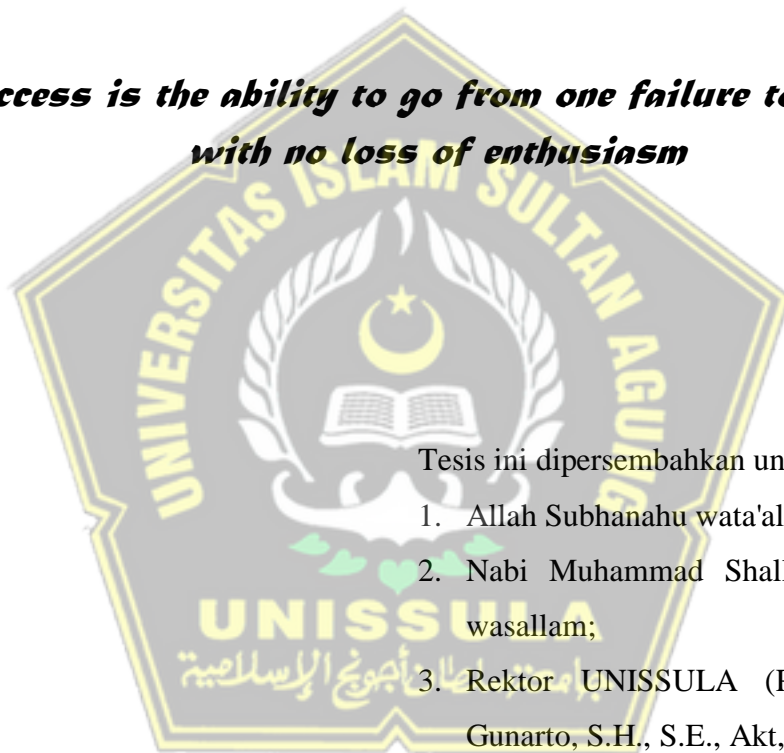 ccess is the ability to go from one failure to
with no loss of enthusiasm
UNIVERSITAS ISLAM SULTAN AGUNG
Tesis ini dipersembahkan un
1. Allah Subhanahu wata'al
2. Nabi Muhammad Shall
wasallam;
UNISSULA
جامعة سلطان أجونج الإسلامية
3. Rektor UNISSULA (P
Gunarto, S.H., S.E., Akt,